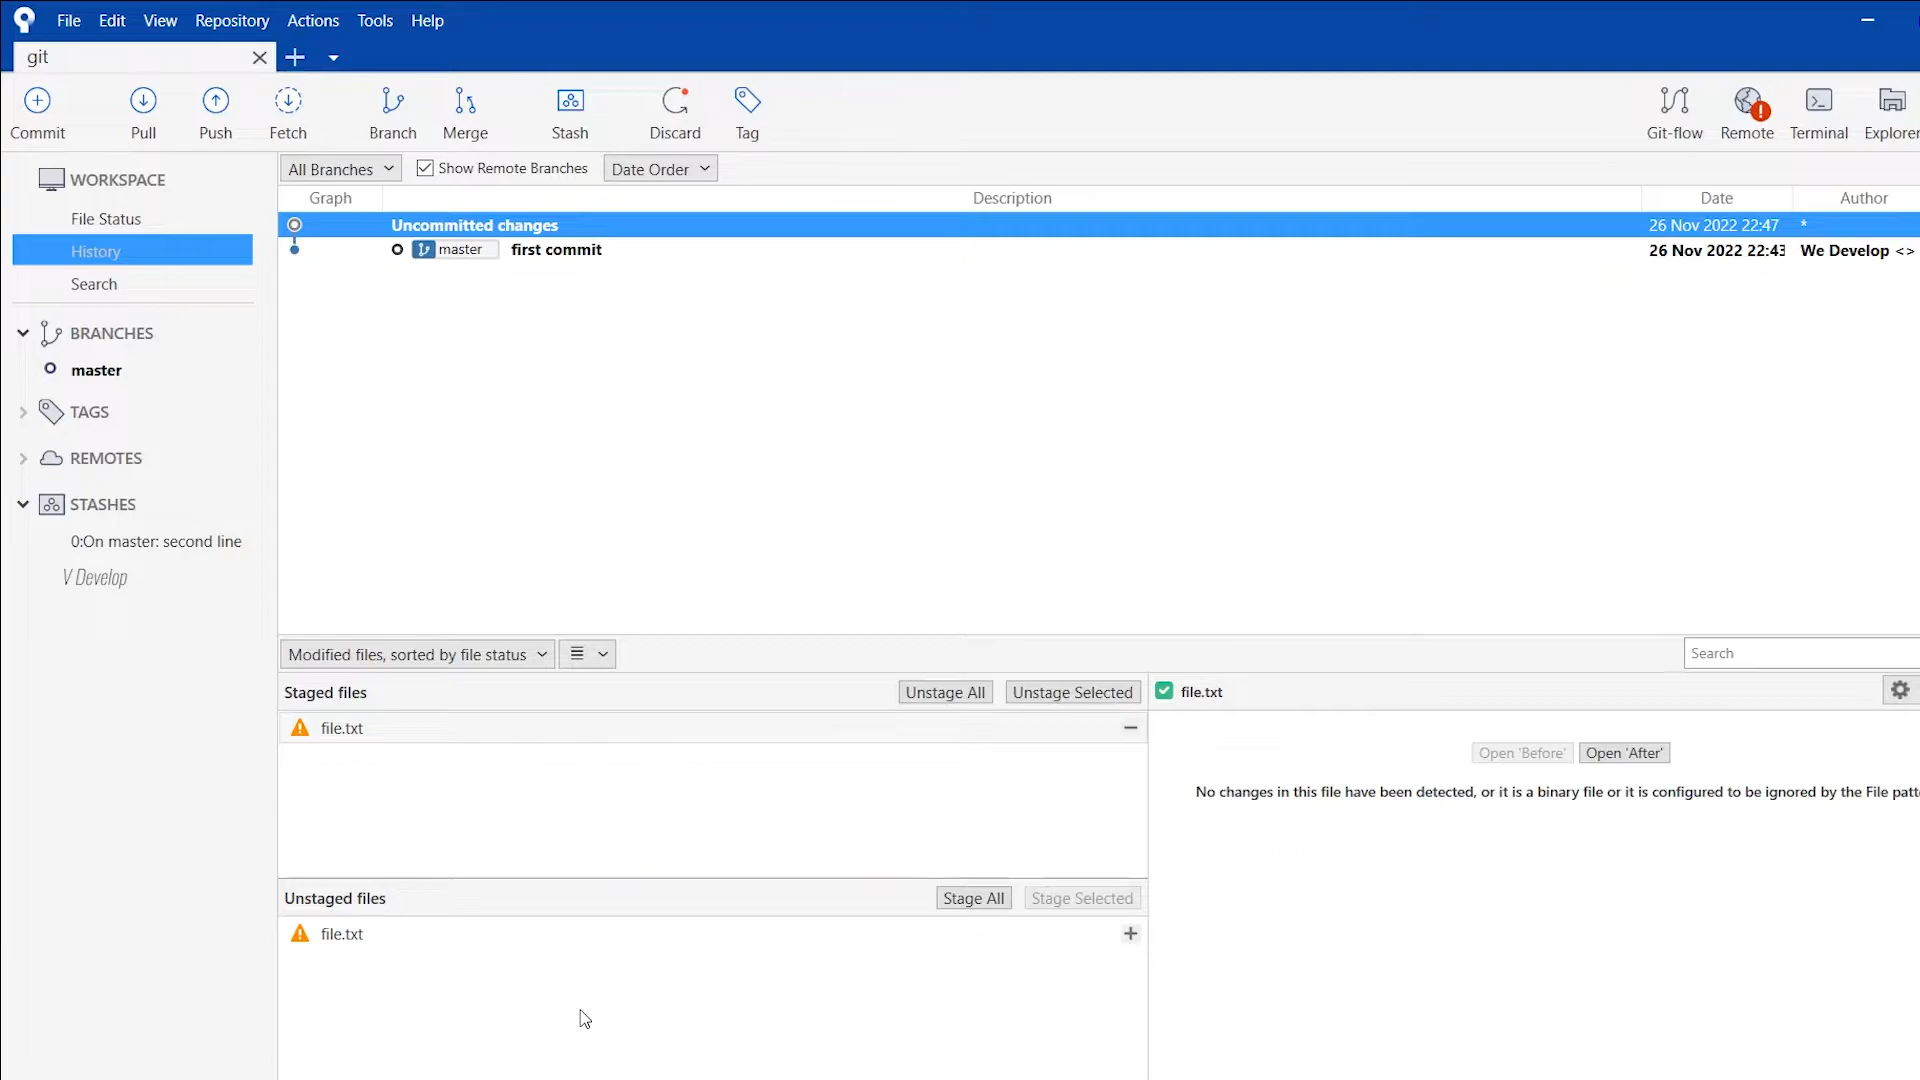 File Edit View Repository Actions Tools Help
git
Commit Pull Push Fetch Branch Merge Stash Discard Tag Git-flow Remote Terminal Explorer
WORKSPACE
File Status
History
Search
BRANCHES
master
TAGS
REMOTES
STASHES
0:On master: second line
V Develop
All Branches Show Remote Branches Date Order
Graph Description Date Author
Uncommitted changes 26 Nov 2022 22:47 *
master first commit 26 Nov 2022 22:43 We Develop <>
Modified files, sorted by file status Search
Staged files Unstage All Unstage Selected
file.txt
Unstaged files Stage All Stage Selected
file.txt
file.txt
Open 'Before' Open 'After'
No changes in this file have been detected, or it is a binary file or it is configured to be ignored by the File patt